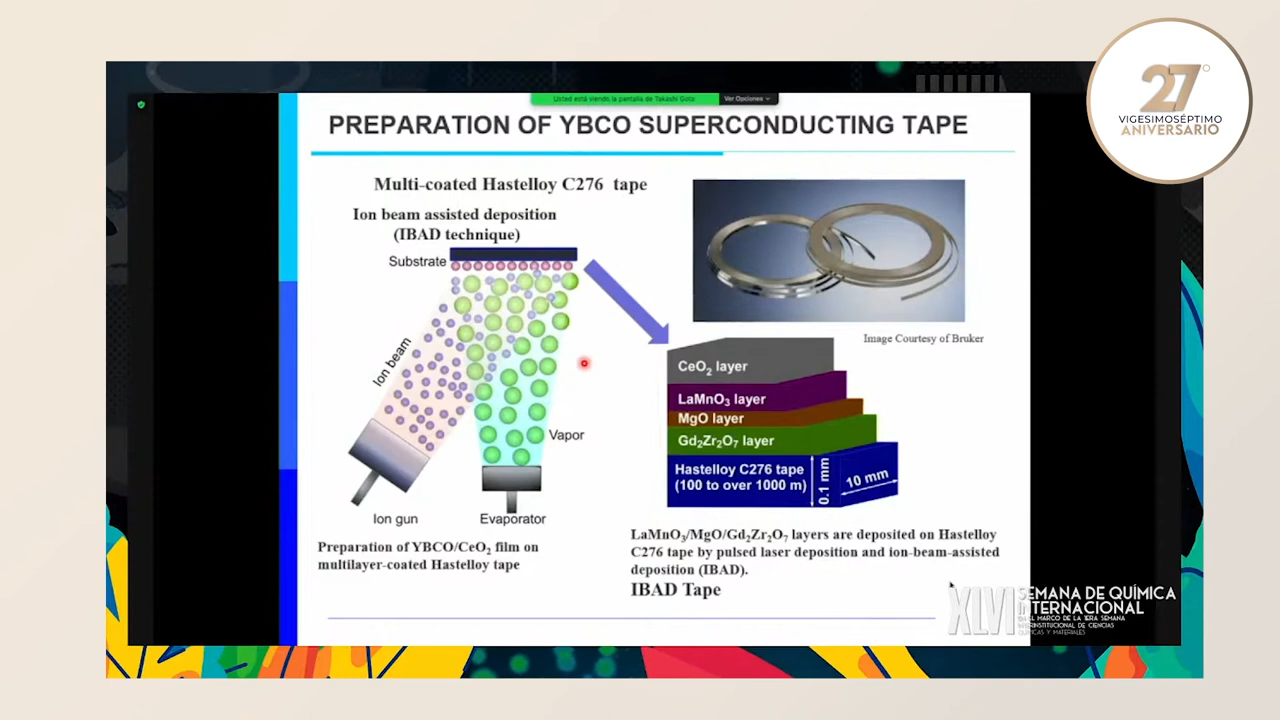 Usted está viendo la pantalla de Takashi Goto
Ver Opciones
27°
VIGESIMOSÉPTIMO
ANIVERSARIO
PREPARATION OF YBCO SUPERCONDUCTING TAPE
Multi-coated Hastelloy C276 tape
Ion beam assisted deposition
(IBAD technique)
Substrate
Ion beam
Vapor
Ion gun
Evaporator
Preparation of YBCO/CeO₂ film on
multilayer-coated Hastelloy tape
Image Courtesy of Bruker
CeO₂ layer
LaMnO₃ layer
MgO layer
Gd₂Zr₂O₇ layer
Hastelloy C276 tape
(100 to over 1000 m)
0.1 mm
10 mm
LaMnO₃/MgO/Gd₂Zr₂O₇ layers are deposited on Hastelloy
C276 tape by pulsed laser deposition and ion-beam-assisted
deposition (IBAD).
IBAD Tape
XLVI SEMANA DE QUÍMICA
INTERNACIONAL
EN EL MARCO DE LA 1ERA SEMANA
INTERINSTITUCIONAL DE CIENCIAS
QUÍMICAS Y MATERIALES